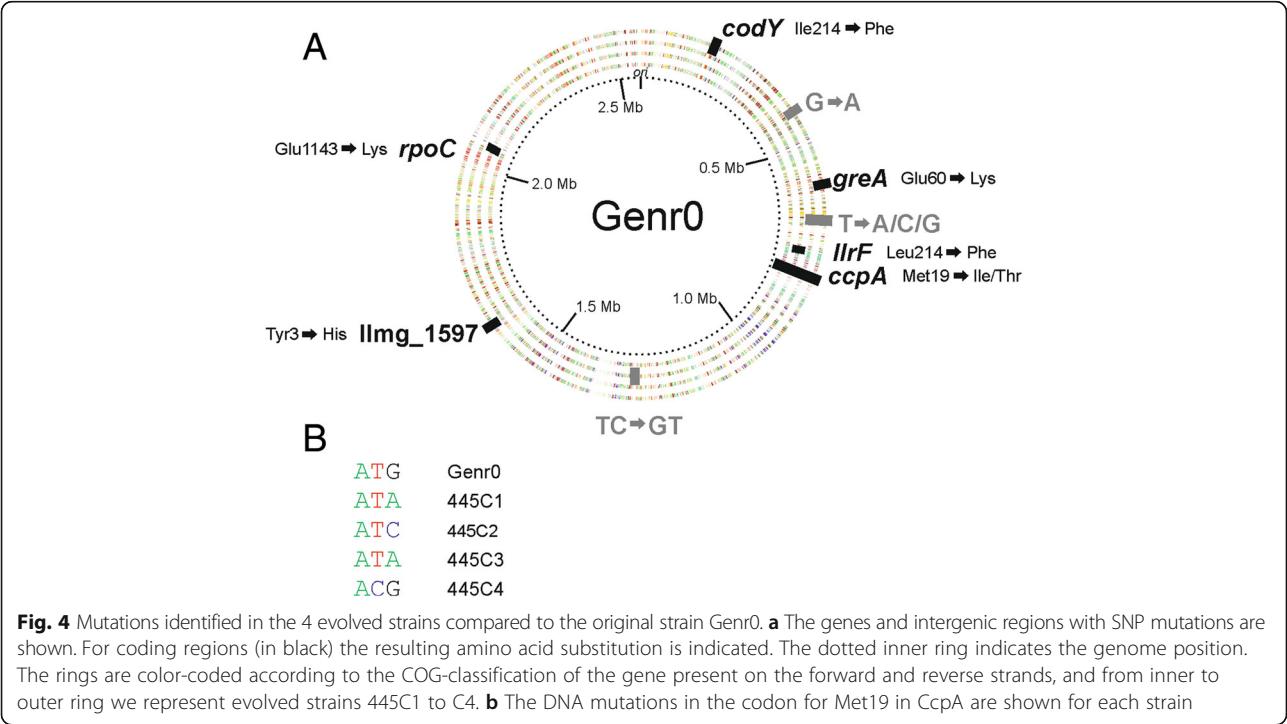 A
codY Ile214 ➡ Phe
ori
2.5 Mb
G➡A
Glu1143➡ Lys rpoC
0.5 Mb
greA Glu60 ➡ Lys
2.0 Mb
Genr0
T➡A/C/G
llrF Leu214 ➡ Phe
ccpA Met19 ➡ Ile/Thr
1.0 Mb
1.5 Mb
Tyr3➡ His llmg_1597
TC➡GT
B
ATG Genr0
ATA 445C1
ATC 445C2
ATA 445C3
ACG 445C4
Fig. 4 Mutations identified in the 4 evolved strains compared to the original strain Genr0. a The genes and intergenic regions with SNP mutations are
shown. For coding regions (in black) the resulting amino acid substitution is indicated. The dotted inner ring indicates the genome position.
The rings are color-coded according to the COG-classification of the gene present on the forward and reverse strands, and from inner to
outer ring we represent evolved strains 445C1 to C4. b The DNA mutations in the codon for Met19 in CcpA are shown for each strain